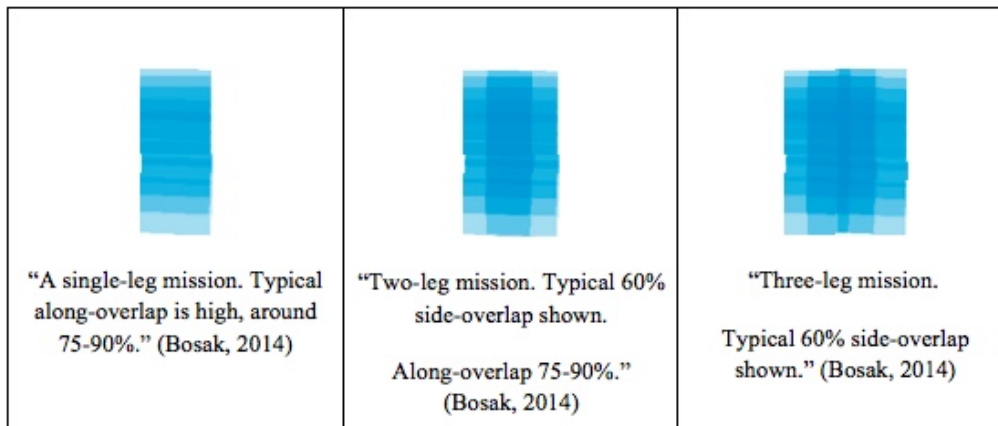 “A single-leg mission. Typical
along-overlap is high, around
75-90%.” (Bosak, 2014)
“Two-leg mission. Typical 60%
side-overlap shown.
Along-overlap 75-90%.”
(Bosak, 2014)
“Three-leg mission.
Typical 60% side-overlap
shown.” (Bosak, 2014)